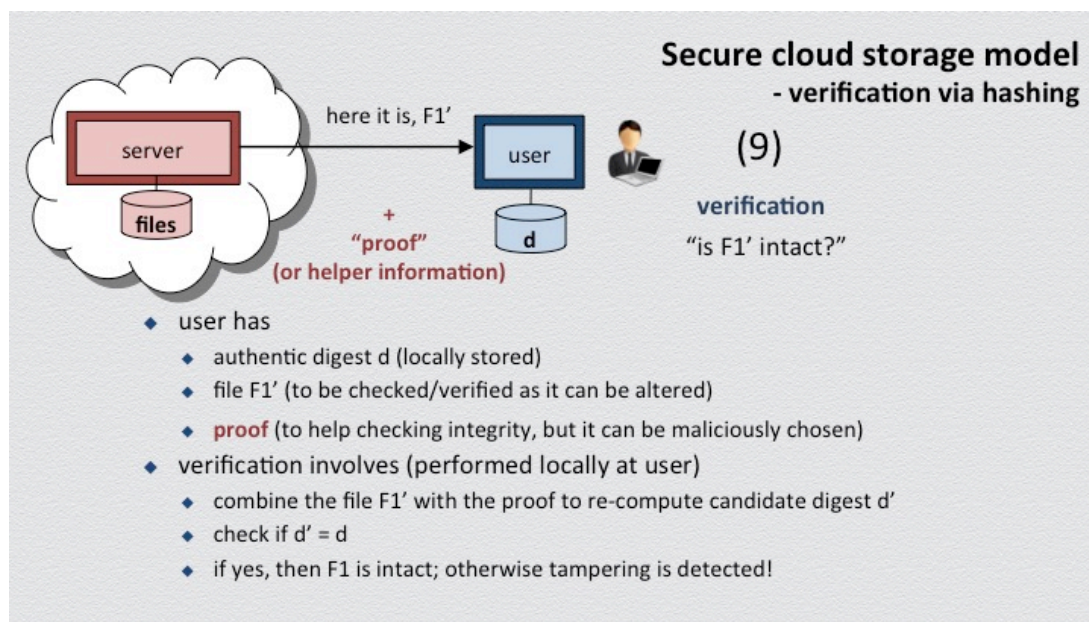 Secure cloud storage model
- verification via hashing
here it is, F1’
server
user
(9)
files
d
+
“proof”
(or helper information)
verification
“is F1’ intact?”
◆ user has
◆ authentic digest d (locally stored)
◆ file F1’ (to be checked/verified as it can be altered)
◆ proof (to help checking integrity, but it can be maliciously chosen)
◆ verification involves (performed locally at user)
◆ combine the file F1’ with the proof to re-compute candidate digest d’
◆ check if d’ = d
◆ if yes, then F1 is intact; otherwise tampering is detected!